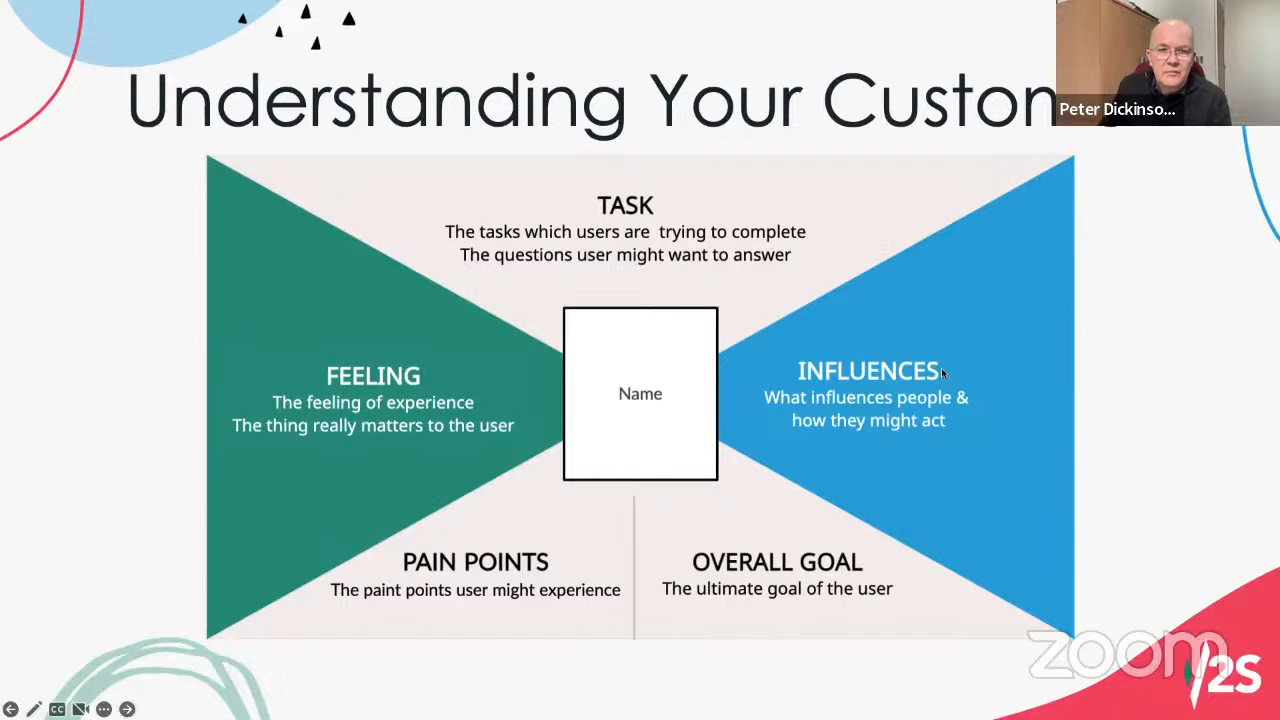 Understanding Your Custom
Peter Dickinso...
TASK
The tasks which users are trying to complete
The questions user might want to answer
FEELING
The feeling of experience
The thing really matters to the user
Name
INFLUENCES
What influences people &
how they might act
PAIN POINTS
The paint points user might experience
OVERALL GOAL
The ultimate goal of the user
zoom
2S
CC